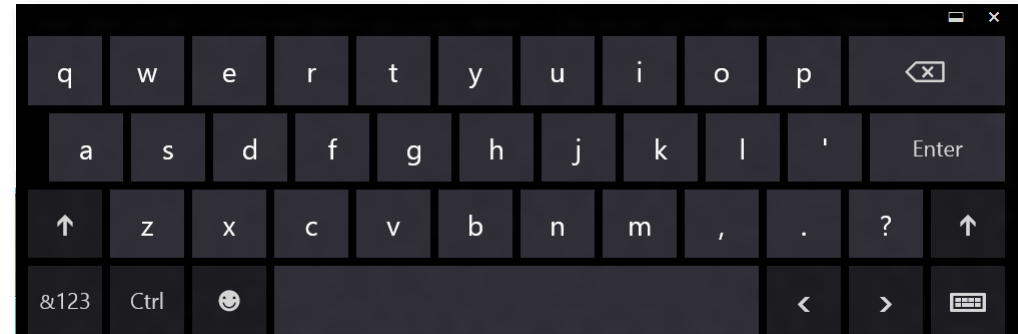 q w e r t y u i o p
a s d f g h j k l ' Enter
z x c v b n m , . ?
&123 Ctrl < >